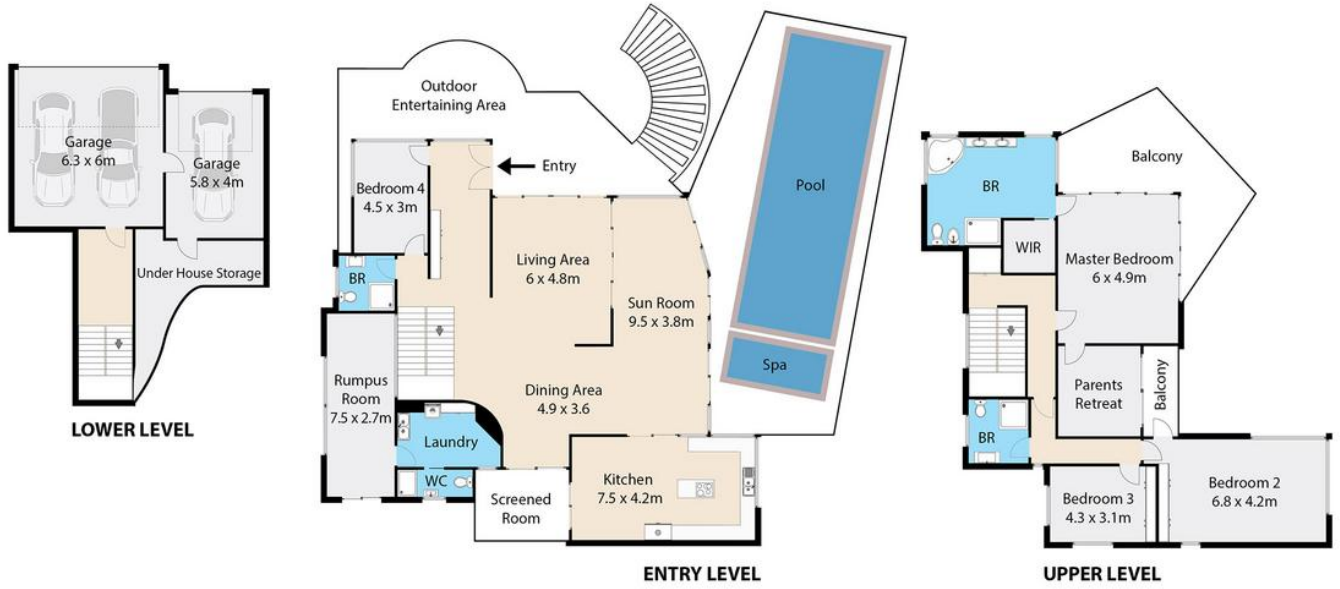 Garage
6.3 x 6m
Garage
5.8 x 4m
Under House Storage
LOWER LEVEL
Outdoor
Entertaining Area
Entry
Bedroom 4
4.5 x 3m
BR
Living Area
6 x 4.8m
Sun Room
9.5 x 3.8m
Pool
Spa
Rumpus
Room
7.5 x 2.7m
Dining Area
4.9 x 3.6
Laundry
WC
Screened
Room
Kitchen
7.5 x 4.2m
ENTRY LEVEL
Balcony
BR
WIR
Master Bedroom
6 x 4.9m
Parents
Retreat
Balcony
BR
Bedroom 3
4.3 x 3.1m
Bedroom 2
6.8 x 4.2m
UPPER LEVEL